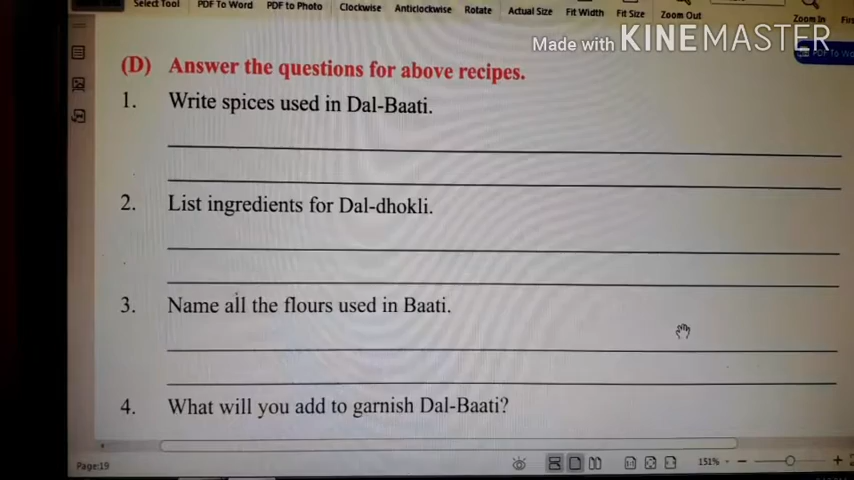 Select Tool PDF To Word PDF to Photo Clockwise Anticlockwise Rotate Actual Size Fit Width Fit Size Zoom Out Zoom In
Made with KINEMASTER
(D) Answer the questions for above recipes.
1. Write spices used in Dal-Baati.
2. List ingredients for Dal-dhokli.
3. Name all the flours used in Baati.
4. What will you add to garnish Dal-Baati?
Page:19 151%